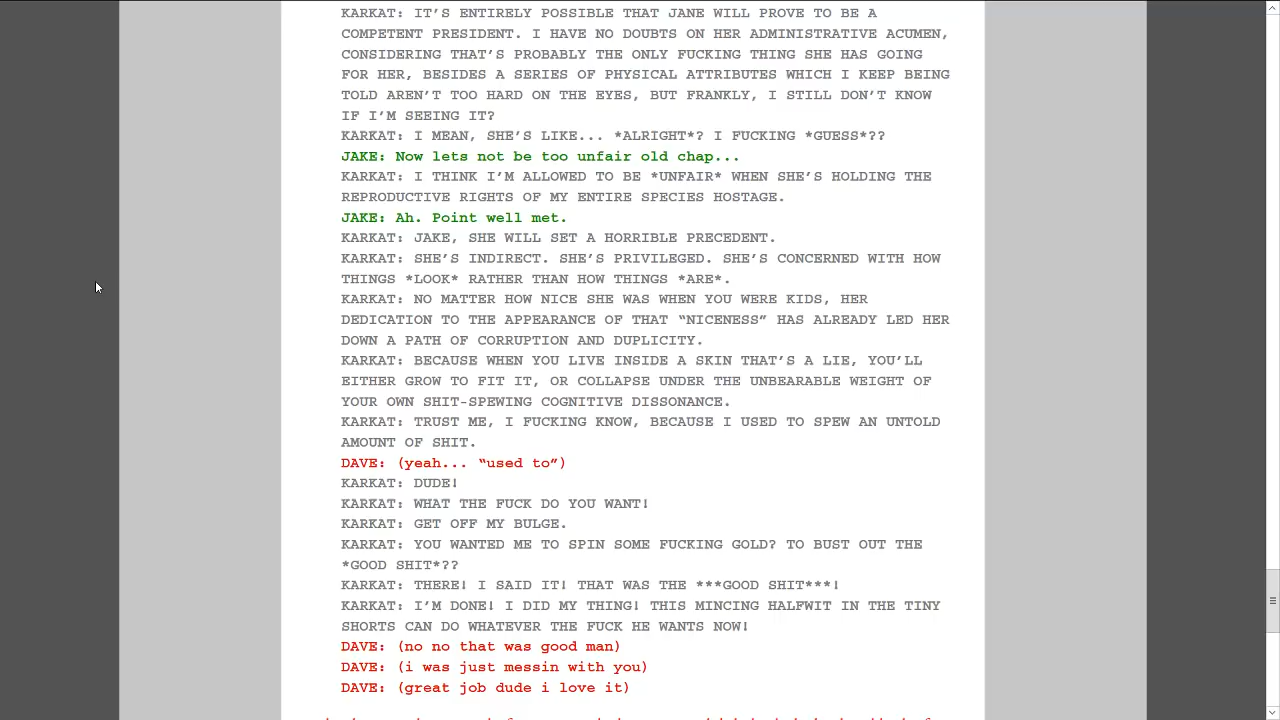 KARKAT: IT’S ENTIRELY POSSIBLE THAT JANE WILL PROVE TO BE A
COMPETENT PRESIDENT. I HAVE NO DOUBTS ON HER ADMINISTRATIVE ACUMEN,
CONSIDERING THAT’S PROBABLY THE ONLY FUCKING THING SHE HAS GOING
FOR HER, BESIDES A SERIES OF PHYSICAL ATTRIBUTES WHICH I KEEP BEING
TOLD AREN’T TOO HARD ON THE EYES, BUT FRANKLY, I STILL DON’T KNOW
IF I’M SEEING IT?
KARKAT: I MEAN, SHE’S LIKE... *ALRIGHT*? I FUCKING *GUESS*??
JAKE: Now lets not be too unfair old chap...
KARKAT: I THINK I’M ALLOWED TO BE *UNFAIR* WHEN SHE’S HOLDING THE
REPRODUCTIVE RIGHTS OF MY ENTIRE SPECIES HOSTAGE.
JAKE: Ah. Point well met.
KARKAT: JAKE, SHE WILL SET A HORRIBLE PRECEDENT.
KARKAT: SHE’S INDIRECT. SHE’S PRIVILEGED. SHE’S CONCERNED WITH HOW
THINGS *LOOK* RATHER THAN HOW THINGS *ARE*.
KARKAT: NO MATTER HOW NICE SHE WAS WHEN YOU WERE KIDS, HER
DEDICATION TO THE APPEARANCE OF THAT “NICENESS” HAS ALREADY LED HER
DOWN A PATH OF CORRUPTION AND DUPLICITY.
KARKAT: BECAUSE WHEN YOU LIVE INSIDE A SKIN THAT’S A LIE, YOU’LL
EITHER GROW TO FIT IT, OR COLLAPSE UNDER THE UNBEARABLE WEIGHT OF
YOUR OWN SHIT-SPEWING COGNITIVE DISSONANCE.
KARKAT: TRUST ME, I FUCKING KNOW, BECAUSE I USED TO SPEW AN UNTOLD
AMOUNT OF SHIT.
DAVE: (yeah... “used to”)
KARKAT: DUDE!
KARKAT: WHAT THE FUCK DO YOU WANT!
KARKAT: GET OFF MY BULGE.
KARKAT: YOU WANTED ME TO SPIN SOME FUCKING GOLD? TO BUST OUT THE
*GOOD SHIT*??
KARKAT: THERE! I SAID IT! THAT WAS THE ***GOOD SHIT***!
KARKAT: I’M DONE! I DID MY THING! THIS MINCING HALFWIT IN THE TINY
SHORTS CAN DO WHATEVER THE FUCK HE WANTS NOW!
DAVE: (no no that was good man)
DAVE: (i was just messin with you)
DAVE: (great job dude i love it)